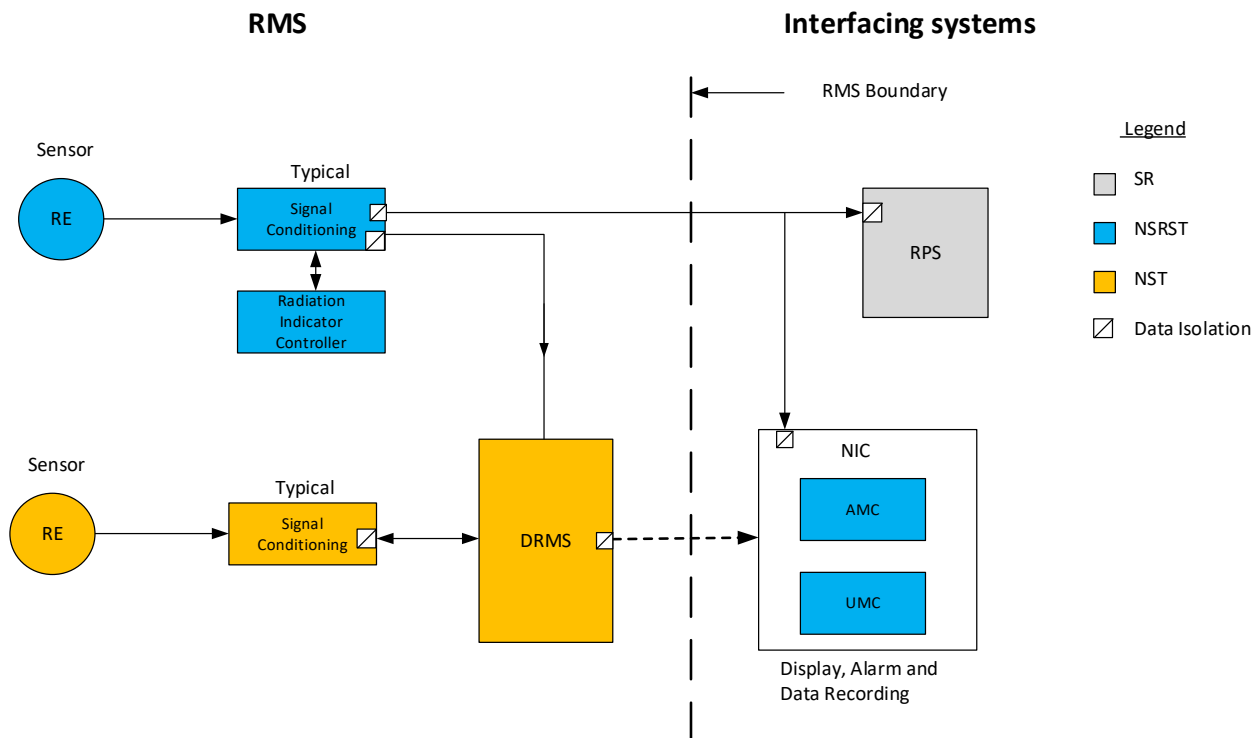 RMS
Interfacing systems
RMS Boundary
Legend
SR
NSRST
NST
Data Isolation
Sensor
RE
Typical
Signal
Conditioning
Radiation
Indicator
Controller
RPS
Sensor
RE
Typical
Signal
Conditioning
DRMS
NIC
AMC
UMC
Display, Alarm and
Data Recording